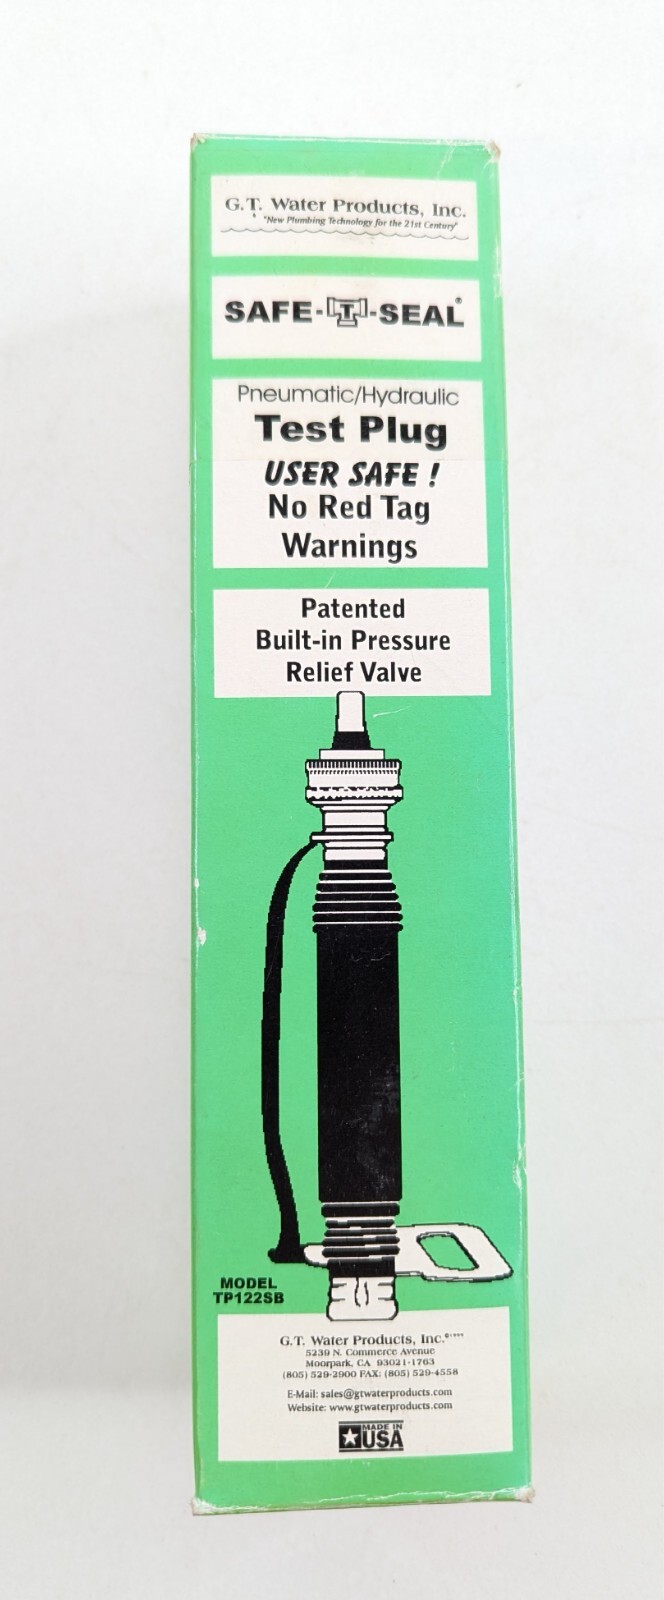 G.T. Water Products, Inc.
"New Plumbing Technology for the 21st Century"
SAFE-T-SEAL®
Pneumatic/Hydraulic
Test Plug
USER SAFE !
No Red Tag
Warnings
Patented
Built-in Pressure
Relief Valve
MODEL
TP122SB
G.T. Water Products, Inc.©
5239 N. Commerce Avenue
Moorpark, CA 93021-1763
(805) 529-2900 FAX: (805) 529-4558
E-Mail: sales@gtwaterproducts.com
Website: www.gtwaterproducts.com
MADE IN
USA